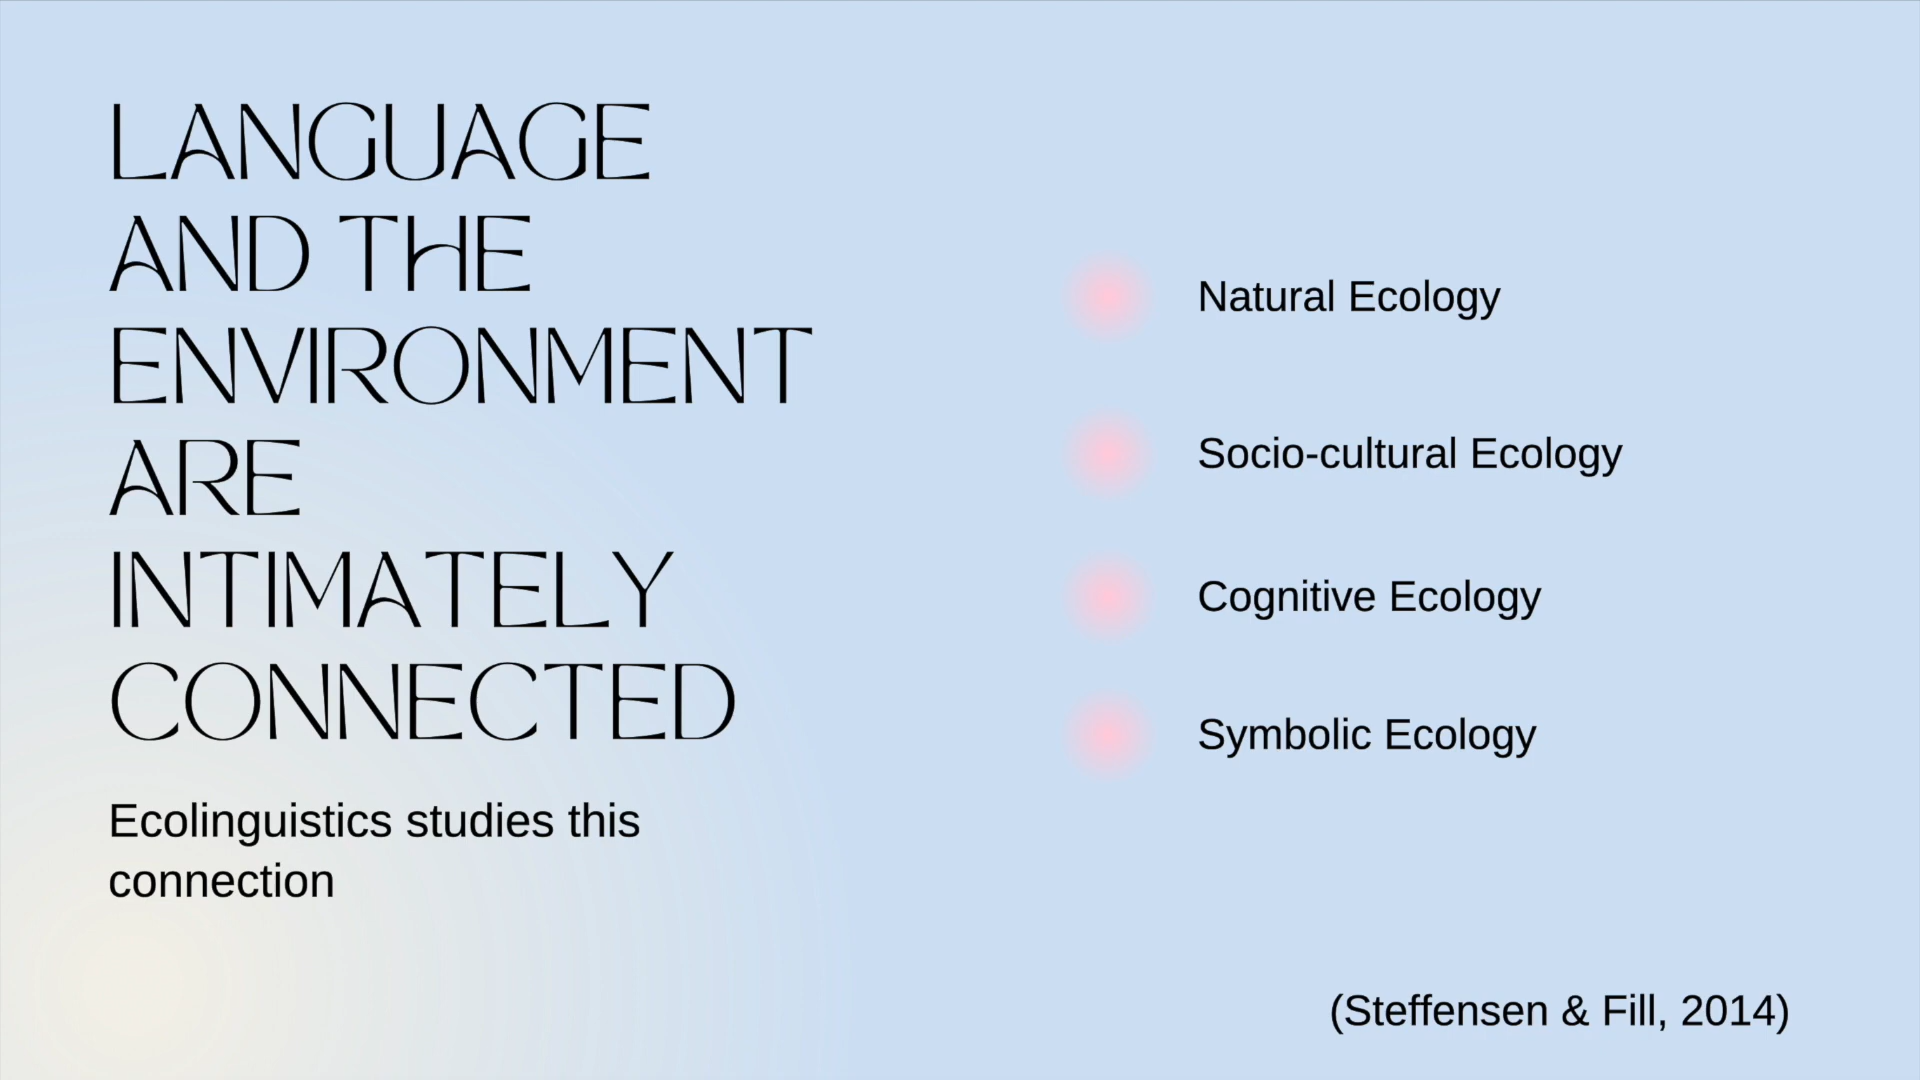 LANGUAGE
AND THE
ENVIRONMENT
ARE
INTIMATELY
CONNECTED
Ecolinguistics studies this
connection
Natural Ecology
Socio-cultural Ecology
Cognitive Ecology
Symbolic Ecology
(Steffensen & Fill, 2014)